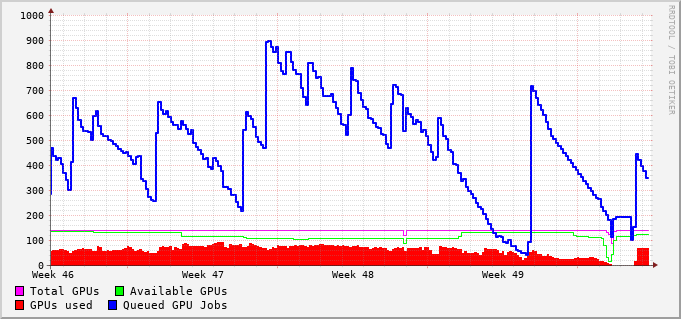 1000
900
800
700
600
500
400
300
200
100
0
Week 46 Week 47 Week 48 Week 49
Total GPUs Available GPUs
GPUs used Queued GPU Jobs
RRDTOOL / TOBI OETIKER